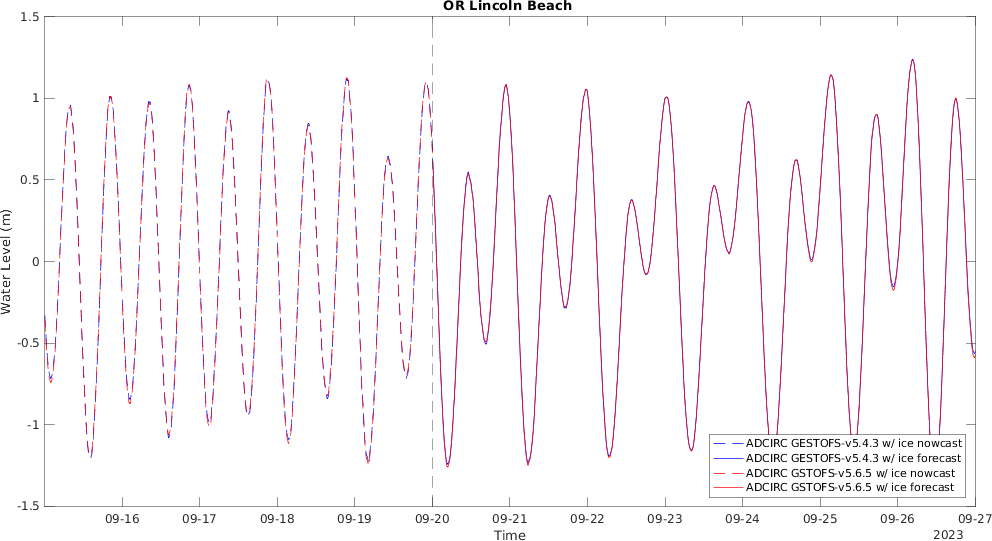 OR Lincoln Beach
1.5
1
0.5
0
-0.5
-1
-1.5
Water Level (m)
ADCIRC GESTOFS-v5.4.3 w/ ice nowcast
ADCIRC GESTOFS-v5.4.3 w/ ice forecast
ADCIRC GSTOFS-v5.6.5 w/ ice nowcast
ADCIRC GSTOFS-v5.6.5 w/ ice forecast
09-16 09-17 09-18 09-19 09-20 09-21 09-22 09-23 09-24 09-25 09-26 09-27
Time
2023